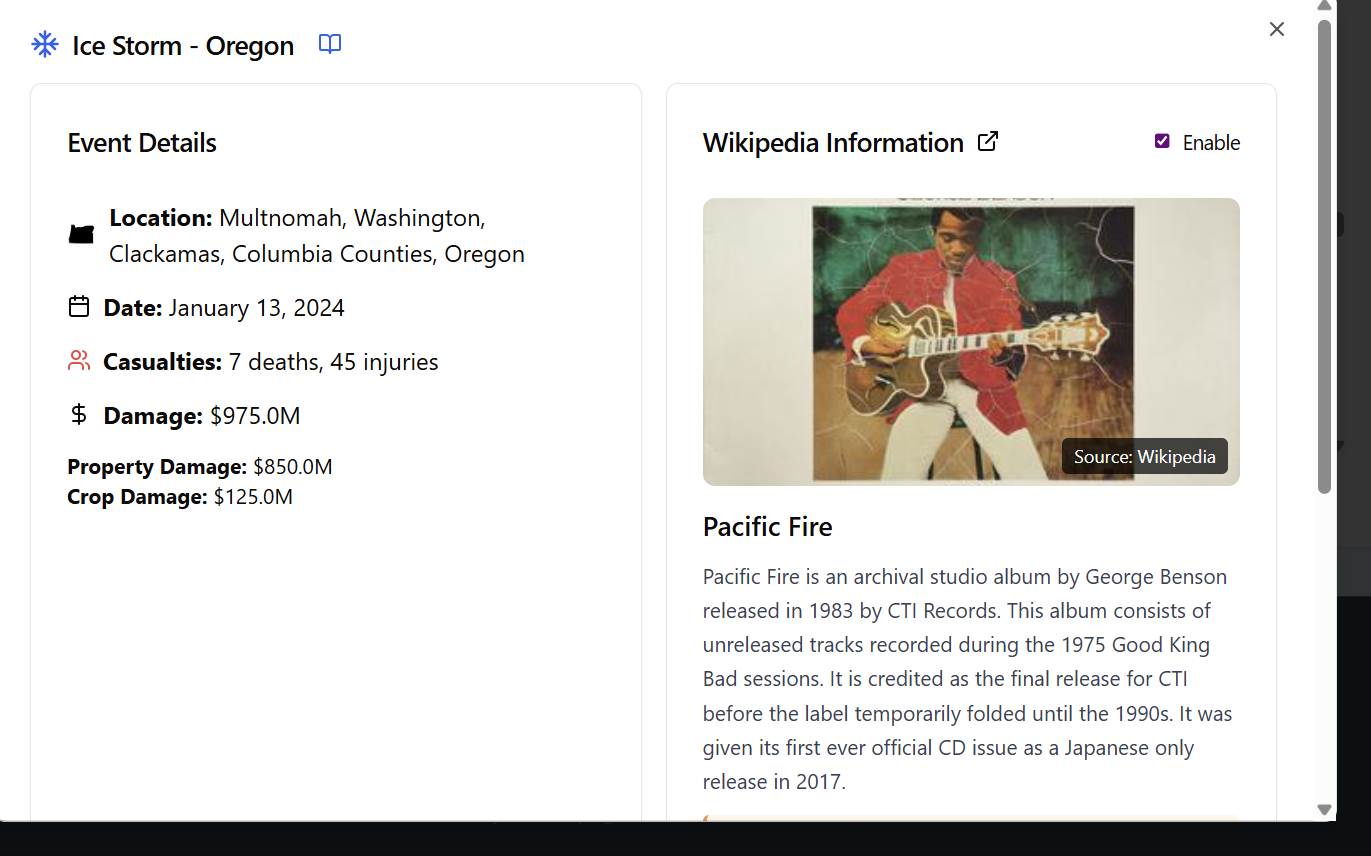 Ice Storm - Oregon
Event Details
Location: Multnomah, Washington,
Clackamas, Columbia Counties, Oregon
Date: January 13, 2024
Casualties: 7 deaths, 45 injuries
Damage: $975.0M
Property Damage: $850.0M
Crop Damage: $125.0M
Wikipedia Information
Enable
Source: Wikipedia
Pacific Fire
Pacific Fire is an archival studio album by George Benson
released in 1983 by CTI Records. This album consists of
unreleased tracks recorded during the 1975 Good King
Bad sessions. It is credited as the final release for CTI
before the label temporarily folded until the 1990s. It was
given its first ever official CD issue as a Japanese only
release in 2017.